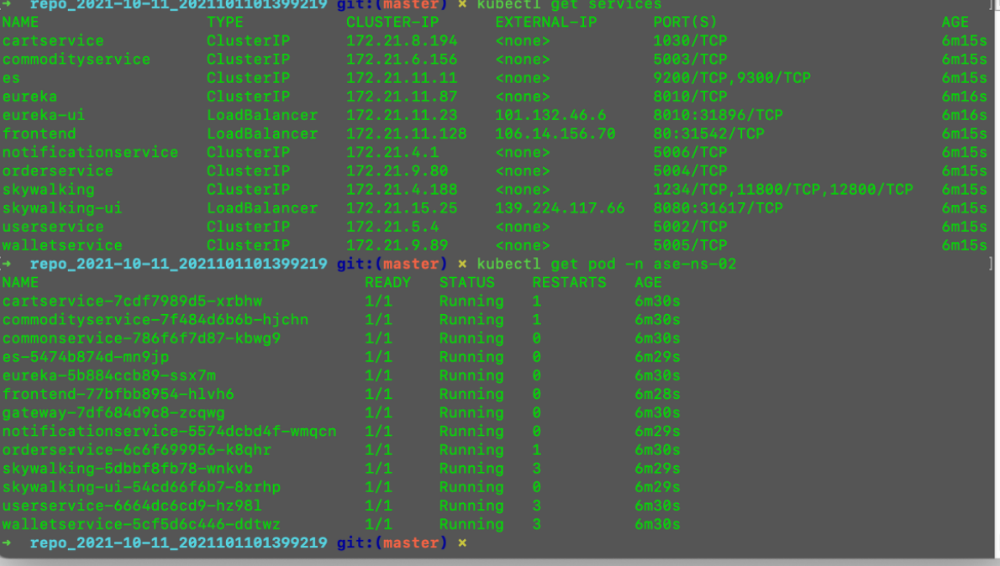 → repo_2021-10-11_2021101101399219 git:(master) × kubectl get services
NAME TYPE CLUSTER-IP EXTERNAL-IP PORT(S) AGE
cartservice ClusterIP 172.21.8.194 <none> 1030/TCP 6m15s
commodityservice ClusterIP 172.21.6.156 <none> 5003/TCP 6m15s
es ClusterIP 172.21.11.11 <none> 9200/TCP,9300/TCP 6m15s
eureka ClusterIP 172.21.11.87 <none> 8010/TCP 6m16s
eureka-ui LoadBalancer 172.21.11.23 101.132.46.6 8010:31896/TCP 6m16s
frontend LoadBalancer 172.21.11.128 106.14.156.70 80:31542/TCP 6m15s
notificationservice ClusterIP 172.21.4.1 <none> 5006/TCP 6m15s
orderservice ClusterIP 172.21.9.80 <none> 5004/TCP 6m15s
skywalking ClusterIP 172.21.4.188 <none> 1234/TCP,11800/TCP,12800/TCP 6m15s
skywalking-ui LoadBalancer 172.21.15.25 139.224.117.66 8080:31617/TCP 6m15s
userservice ClusterIP 172.21.5.4 <none> 5002/TCP 6m15s
walletservice ClusterIP 172.21.9.89 <none> 5005/TCP 6m15s
[→ repo_2021-10-11_2021101101399219 git:(master) × kubectl get pod -n ase-ns-02 ]
NAME READY STATUS RESTARTS AGE
cartservice-7cdf7989d5-xrbhw 1/1 Running 1 6m30s
commodityservice-7f484d6b6b-hjchn 1/1 Running 1 6m30s
commonservice-786f6f7d87-kbwg9 1/1 Running 0 6m30s
es-5474b874d-mn9jp 1/1 Running 0 6m29s
eureka-5b884ccb89-ssx7m 1/1 Running 0 6m30s
frontend-77bfbb8954-hlvh6 1/1 Running 0 6m28s
gateway-7df684d9c8-zcqwg 1/1 Running 0 6m30s
notificationservice-5574dcbd4f-wmqcn 1/1 Running 0 6m29s
orderservice-6c6f699956-k8qhr 1/1 Running 1 6m30s
skywalking-5dbbf8fb78-wnkvb 1/1 Running 3 6m29s
skywalking-ui-54cd66f6b7-8xrhp 1/1 Running 0 6m29s
userservice-6664dc6cd9-hz98l 1/1 Running 3 6m30s
walletservice-5cf5d6c446-ddtwz 1/1 Running 3 6m30s
→ repo_2021-10-11_2021101101399219 git:(master) ×